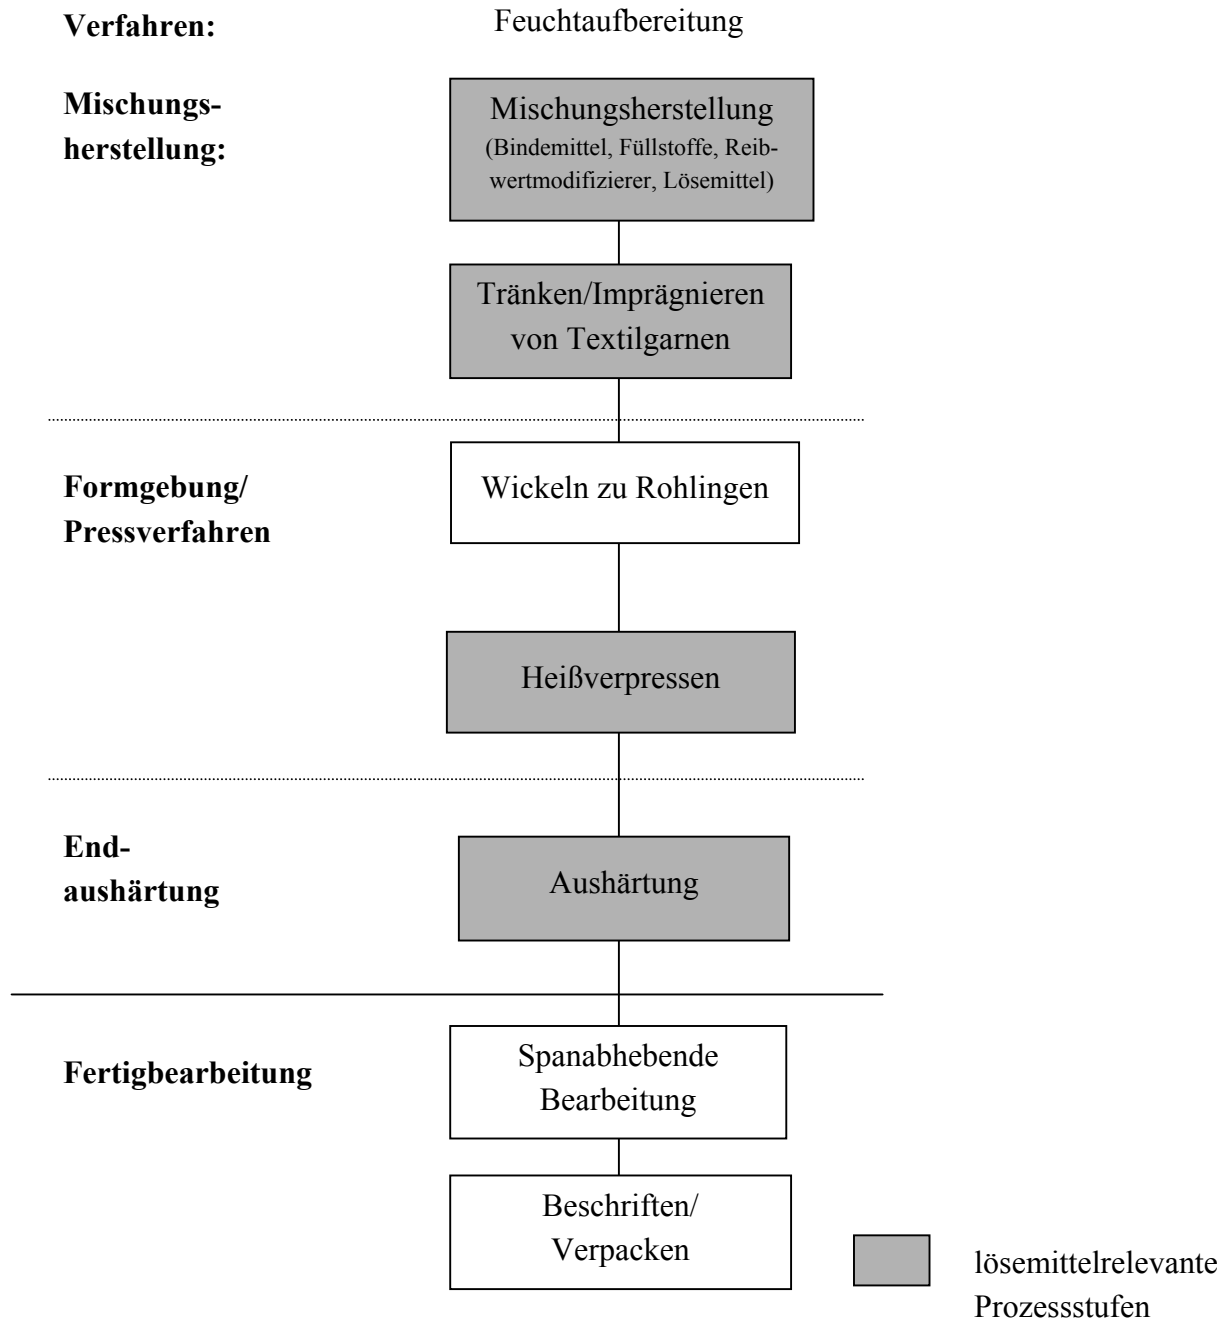 Verfahren:
Feuchtaufbereitung
Mischungs-
herstellung:
Mischungsherstellung
(Bindemittel, Füllstoffe, Reib-
wertmodifizierer, Lösemittel)
Tränken/Imprägnieren
von Textilgarnen
Formgebung/
Pressverfahren
Wickeln zu Rohlingen
Heißverpressen
End-
aushärtung
Aushärtung
Fertigbearbeitung
Spanabhebende
Bearbeitung
Beschriften/
Verpacken
lösemittelrelevante
Prozessstufen